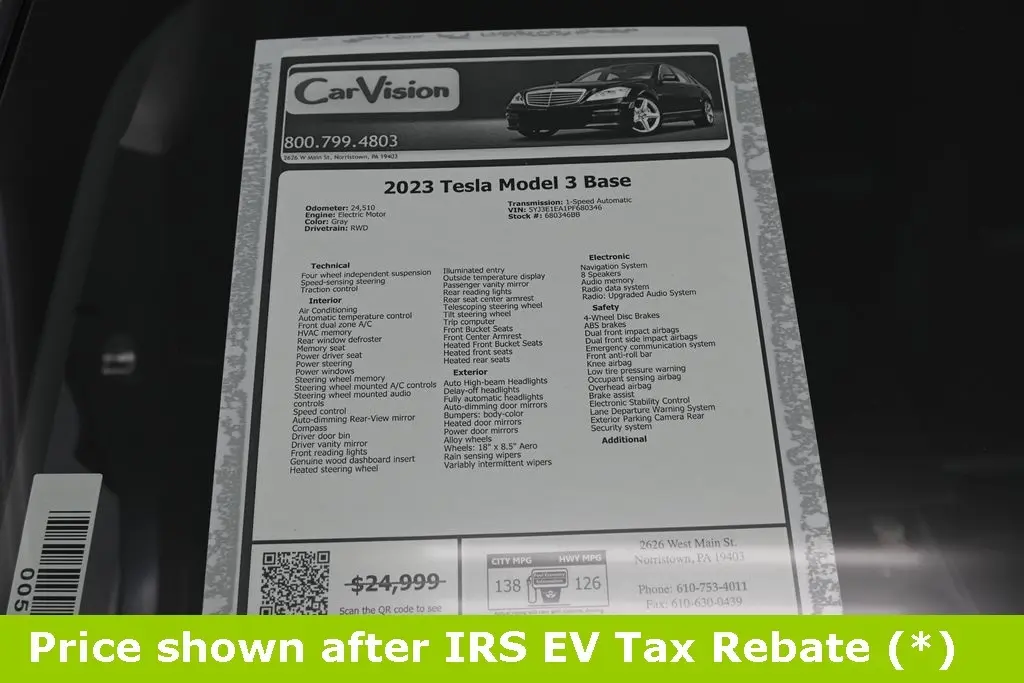 CarVision
800.799.4803
2626 W Main St, Norristown, PA 19403
2023 Tesla Model 3 Base
Odometer: 24,510
Engine: Electric Motor
Color: Gray
Drivetrain: RWD
Transmission: 1-Speed Automatic
VIN: 5YJ3E1EA1PF680346
Stock #: 680346BB
Technical
Four wheel independent suspension
Speed-sensing steering
Traction control
Interior
Air Conditioning
Automatic temperature control
Front dual zone A/C
HVAC memory
Rear window defroster
Memory seat
Power driver seat
Power steering
Power windows
Steering wheel memory
Steering wheel mounted A/C controls
Steering wheel mounted audio
controls
Speed control
Auto-dimming Rear-View mirror
Compass
Driver door bin
Driver vanity mirror
Front reading lights
Genuine wood dashboard insert
Heated steering wheel
Illuminated entry
Outside temperature display
Passenger vanity mirror
Rear reading lights
Rear seat center armrest
Telescoping steering wheel
Tilt steering wheel
Trip computer
Front Bucket Seats
Front Center Armrest
Heated Front Bucket Seats
Heated front seats
Heated rear seats
Exterior
Auto High-beam Headlights
Delay-off headlights
Fully automatic headlights
Auto-dimming door mirrors
Bumpers: body-color
Heated door mirrors
Power door mirrors
Alloy wheels
Wheels: 18" x 8.5" Aero
Rain sensing wipers
Variably intermittent wipers
Electronic
Navigation System
8 Speakers
Audio memory
Radio data system
Radio: Upgraded Audio System
Safety
4-Wheel Disc Brakes
ABS brakes
Dual front impact airbags
Dual front side impact airbags
Emergency communication system
Front anti-roll bar
Knee airbag
Low tire pressure warning
Occupant sensing airbag
Overhead airbag
Brake assist
Electronic Stability Control
Lane Departure Warning System
Exterior Parking Camera Rear
Security system
Additional
$24,999
Scan the QR code to see
CITY MPG HWY MPG
138 126
2626 West Main St.
Norristown, PA 19403
Phone: 610-753-4011
Fax: 610-630-0439
005
Price shown after IRS EV Tax Rebate (*)